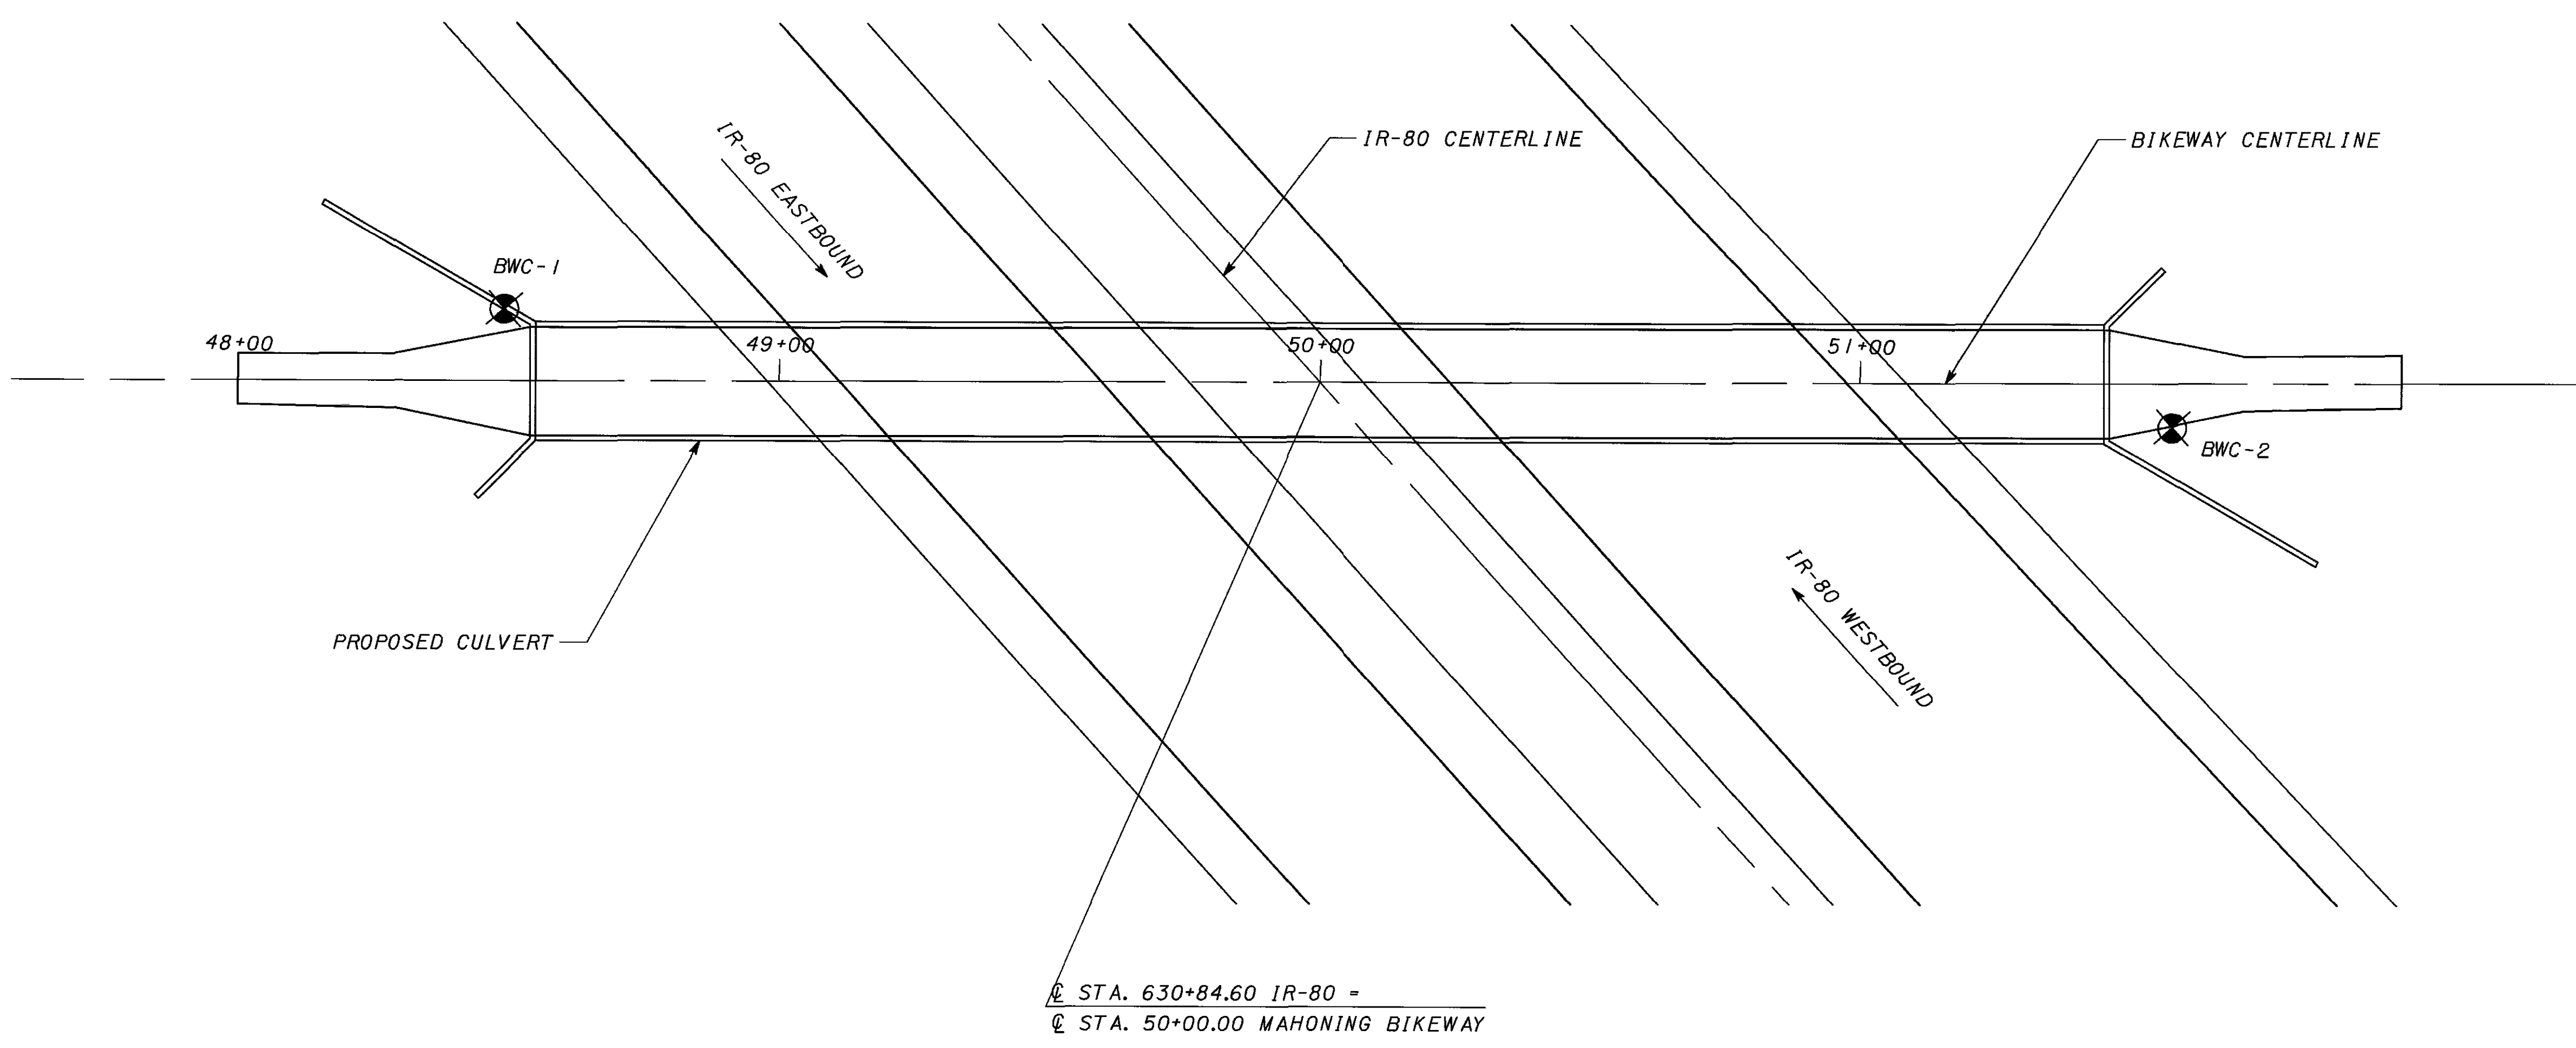 IR-80 CENTERLINE
BIKEWAY CENTERLINE
IR-80 EASTBOUND
BWC-1
48+00
49+00
50+00
51+00
BWC-2
IR-80 WESTBOUND
PROPOSED CULVERT
℄ STA. 630+84.60 IR-80 =
℄ STA. 50+00.00 MAHONING BIKEWAY